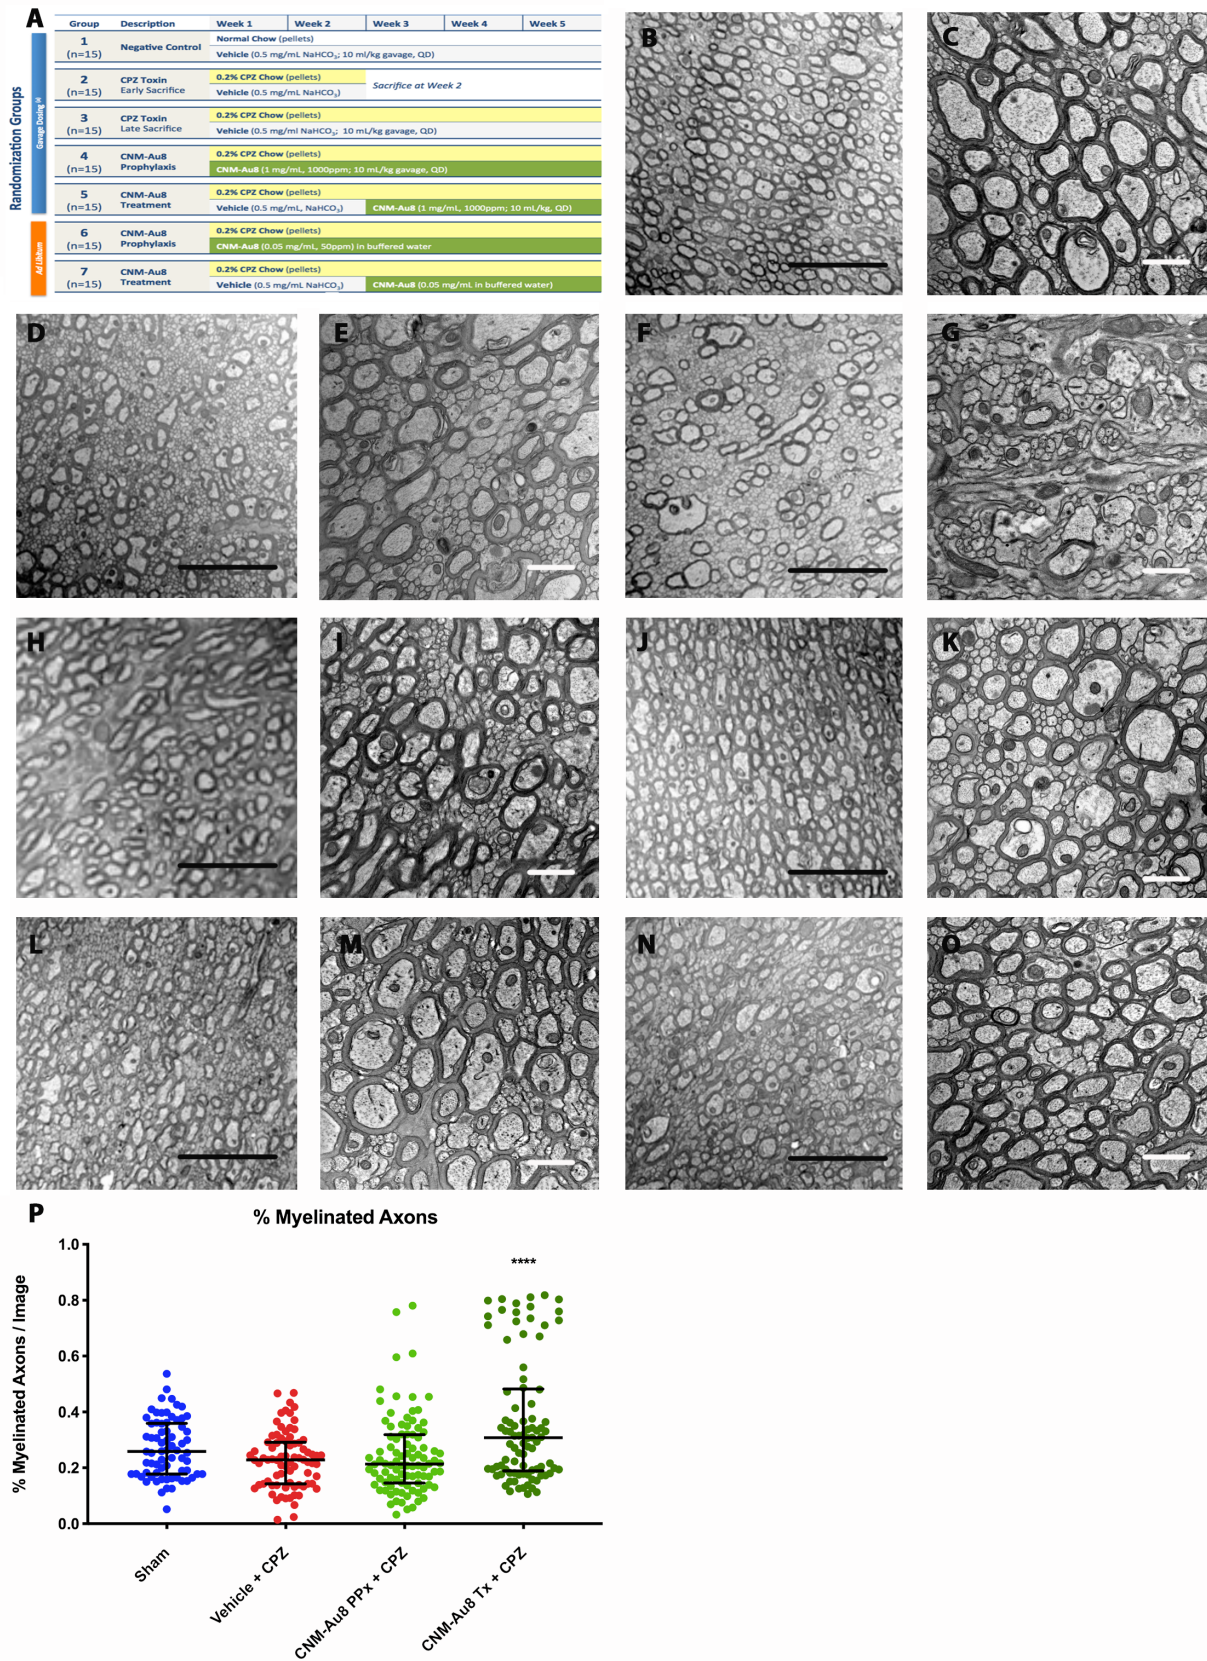 A
Group Description Week 1 Week 2 Week 3 Week 4 Week 5
Randomization Groups
Gavage Dosing (a)
1 (n=15) Negative Control
Normal Chow (pellets)
Vehicle (0.5 mg/mL NaHCO3; 10 ml/kg gavage, QD)
2 (n=15) CPZ Toxin Early Sacrifice
0.2% CPZ Chow (pellets)
Vehicle (0.5 mg/mL NaHCO3)
Sacrifice at Week 2
3 (n=15) CPZ Toxin Late Sacrifice
0.2% CPZ Chow (pellets)
Vehicle (0.5 mg/ml NaHCO3; 10 mL/kg gavage, QD)
4 (n=15) CNM-Au8 Prophylaxis
0.2% CPZ Chow (pellets)
CNM-Au8 (1 mg/mL, 1000ppm; 10 mL/kg gavage, QD)
5 (n=15) CNM-Au8 Treatment
0.2% CPZ Chow (pellets)
Vehicle (0.5 mg/mL, NaHCO3) CNM-Au8 (1 mg/mL, 1000ppm; 10 mL/kg, QD)
Ad Libitum
6 (n=15) CNM-Au8 Prophylaxis
0.2% CPZ Chow (pellets)
CNM-Au8 (0.05 mg/mL, 50ppm) in buffered water
7 (n=15) CNM-Au8 Treatment
0.2% CPZ Chow (pellets)
Vehicle (0.5 mg/mL NaHCO3) CNM-Au8 (0.05 mg/mL in buffered water)
B
C
D
E
F
G
H
I
J
K
L
M
N
O
P
% Myelinated Axons
% Myelinated Axons / Image
1.0
0.8
0.6
0.4
0.2
0.0
****
Sham
Vehicle + CPZ
CNM-Au8 PPx + CPZ
CNM-Au8 Tx + CPZ